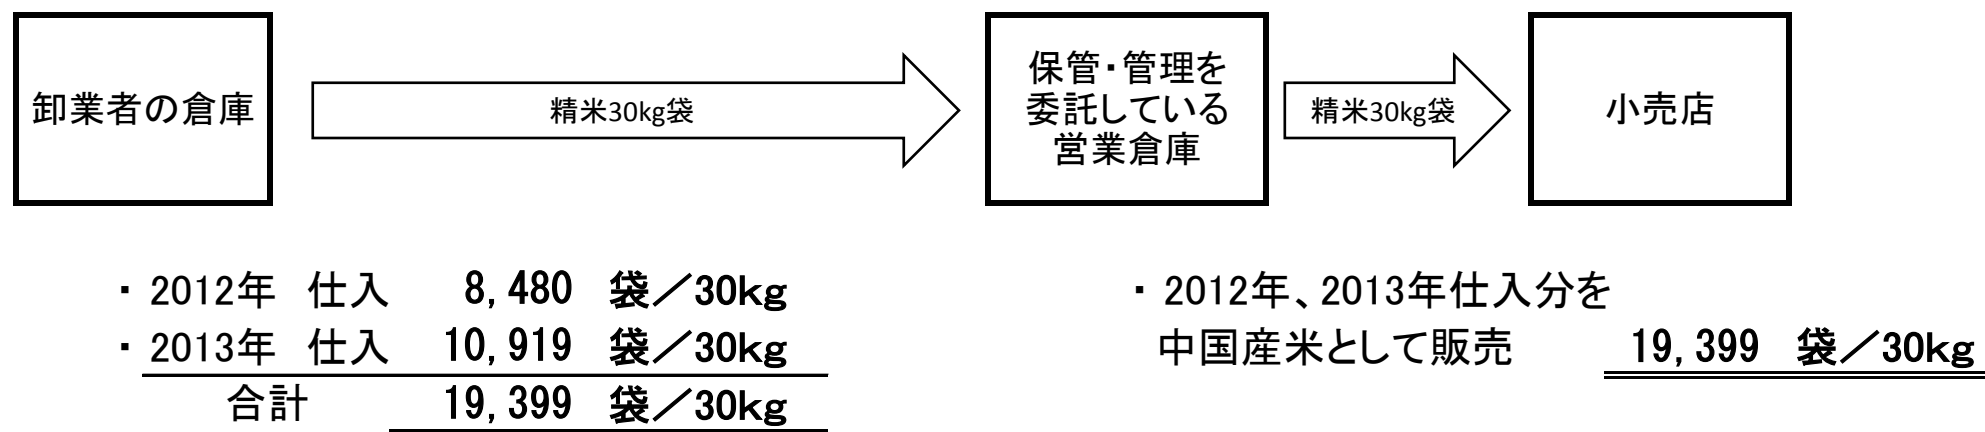 卸業者の倉庫
精米30kg袋
保管・管理を
委託している
営業倉庫
精米30kg袋
小売店
・2012年 仕入 8,480 袋／30kg
・2013年 仕入 10,919 袋／30kg
合計 19,399 袋／30kg
・2012年、2013年仕入分を
中国産米として販売 19,399 袋／30kg